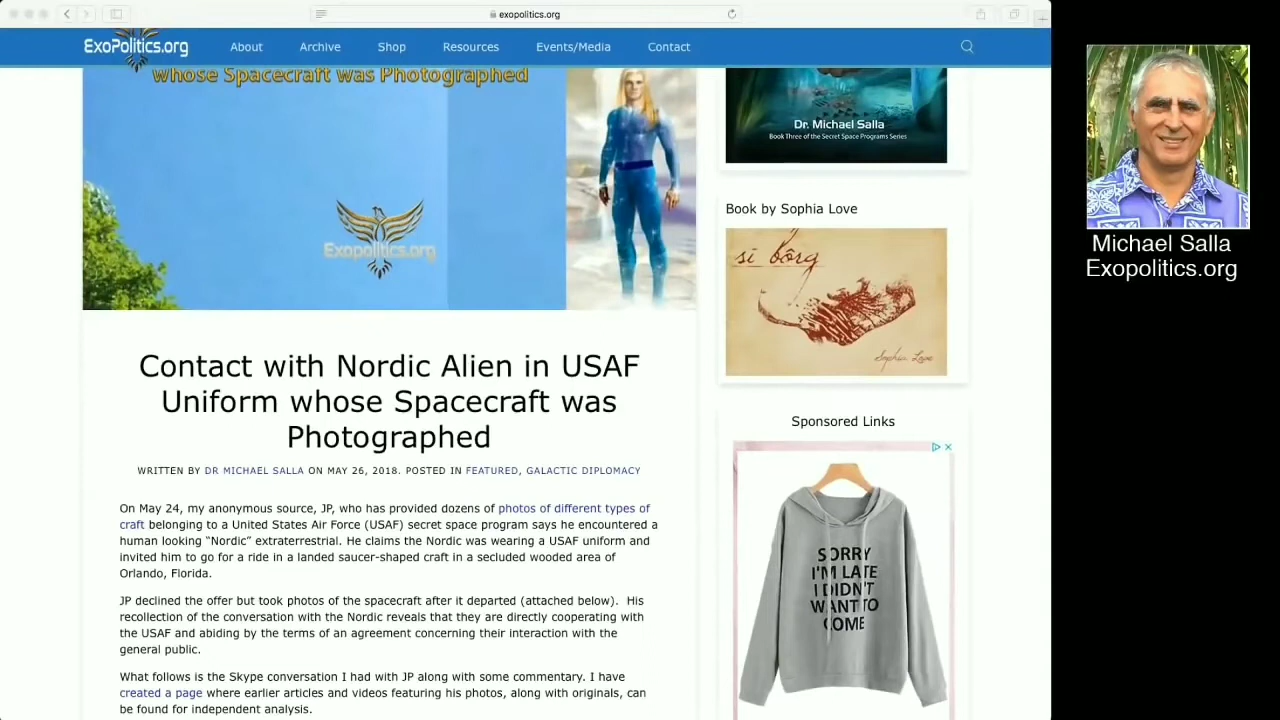 exopolitics.org
ExoPolitics.org
About
Archive
Shop
Resources
Events/Media
Contact
whose Spacecraft was Photographed
Exopolitics.org
Contact with Nordic Alien in USAF
Uniform whose Spacecraft was
Photographed
WRITTEN BY DR MICHAEL SALLA ON MAY 26, 2018. POSTED IN FEATURED, GALACTIC DIPLOMACY
On May 24, my anonymous source, JP, who has provided dozens of photos of different types of
craft belonging to a United States Air Force (USAF) secret space program says he encountered a
human looking “Nordic” extraterrestrial. He claims the Nordic was wearing a USAF uniform and
invited him to go for a ride in a landed saucer-shaped craft in a secluded wooded area of
Orlando, Florida.
JP declined the offer but took photos of the spacecraft after it departed (attached below).  His
recollection of the conversation with the Nordic reveals that they are directly cooperating with
the USAF and abiding by the terms of an agreement concerning their interaction with the
general public.
What follows is the Skype conversation I had with JP along with some commentary. I have
created a page where earlier articles and videos featuring his photos, along with originals, can
be found for independent analysis.
Dr. Michael Salla
Book Three of the Secret Space Programs Series
Book by Sophia Love
si bôrg
Sophia Love
Sponsored Links
SORRY
I'M LATE
I DIDN'T
WANT TO
COME
Michael Salla
Exopolitics.org